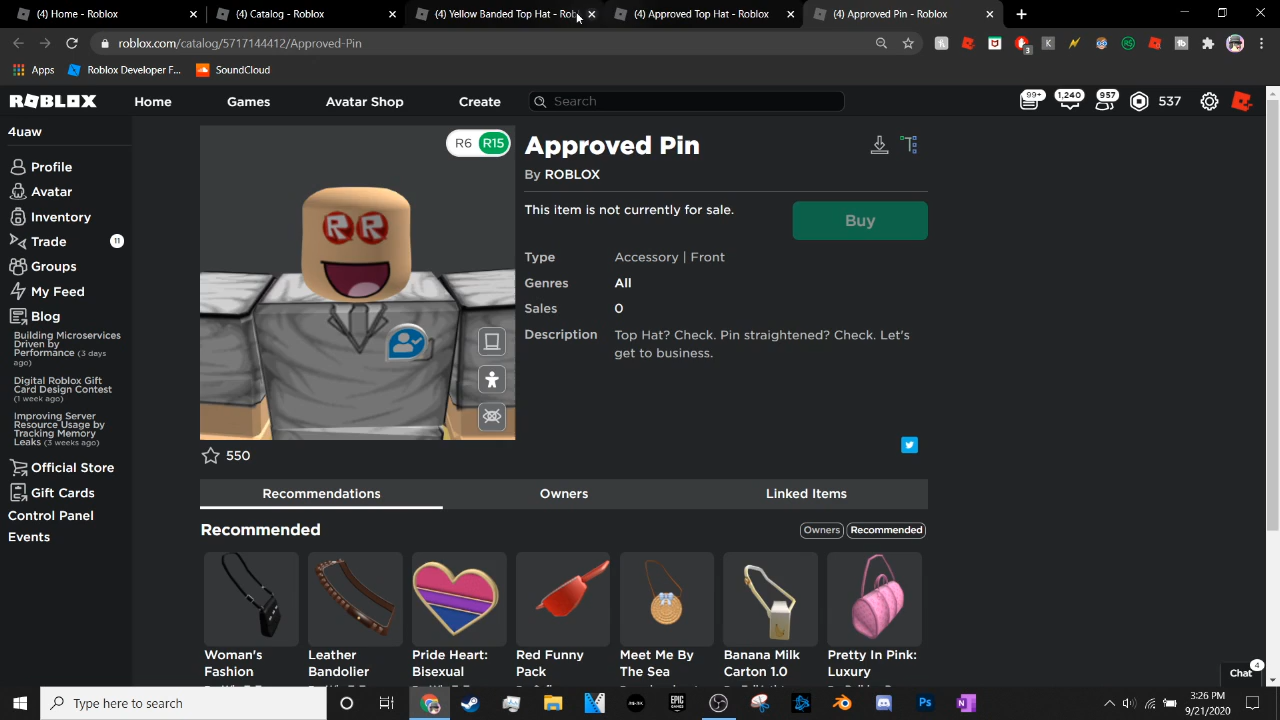 (4) Home - Roblox
(4) Catalog - Roblox
(4) Yellow Banded Top Hat - Robl
(4) Approved Top Hat - Roblox
(4) Approved Pin - Roblox
roblox.com/catalog/5717144412/Approved-Pin
3
Apps
Roblox Developer F...
SoundCloud
ROBLOX
Home
Games
Avatar Shop
Create
Search
99+
1,240
957
537
4uaw
Profile
Avatar
Inventory
Trade
11
Groups
My Feed
Blog
Building Microservices
Driven by
Performance (3 days
ago)
Digital Roblox Gift
Card Design Contest
(1 week ago)
Improving Server
Resource Usage by
Tracking Memory
Leaks (3 weeks ago)
Official Store
Gift Cards
Control Panel
Events
R6
R15
R R
550
Approved Pin
By ROBLOX
This item is not currently for sale.
Buy
Type
Accessory | Front
Genres
All
Sales
0
Description
Top Hat? Check. Pin straightened? Check. Let's
get to business.
Recommendations
Owners
Linked Items
Recommended
Owners
Recommended
Woman's
Fashion
Leather
Bandolier
Pride Heart:
Bisexual
Red Funny
Pack
Meet Me By
The Sea
Banana Milk
Carton 1.0
Pretty In Pink:
Luxury
Chat
4
Type here to search
EPIC
GAMES
Ps
3:26 PM
9/21/2020